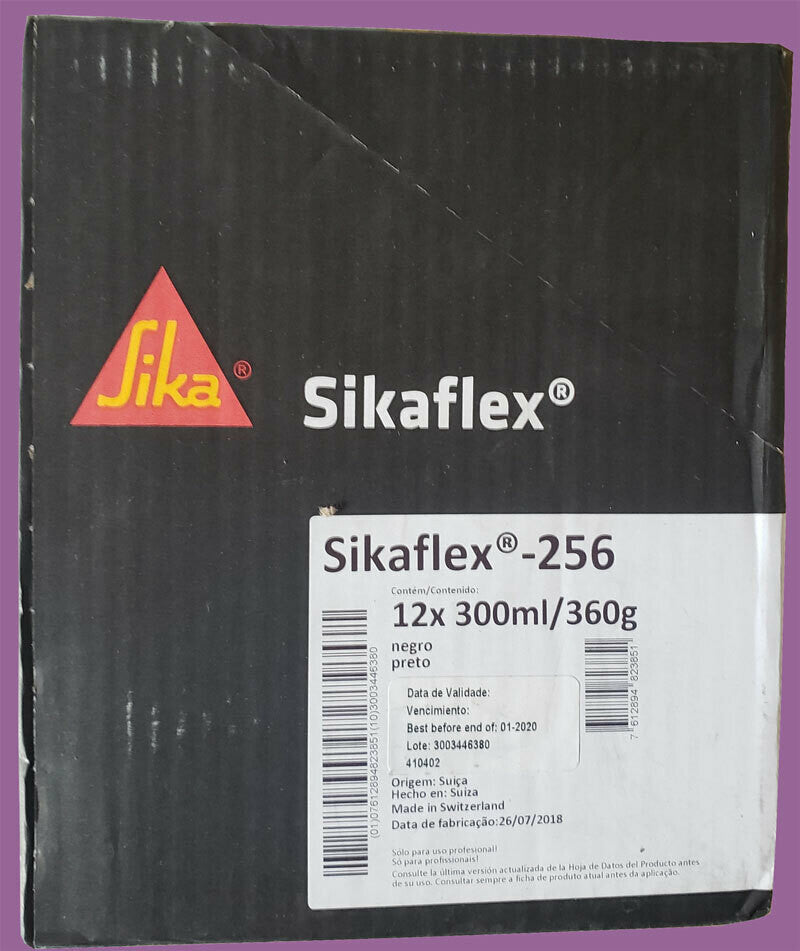 Sika®
Sikaflex®
Sikaflex®-256
Contém/Contenido:
12x 300ml/360g
negro
preto
Data de Validade:
Vencimiento:
Best before end of: 01-2020
Lote: 3003446380
410402
Origem: Suiça
Hecho en: Suiza
Made in Switzerland
Data de fabricação:26/07/2018
Sólo para uso profesional!
Só para profissionais!
Consulte la última versión actualizada de la Hoja de Datos del Producto antes
de su uso. Consultar sempre a ficha de produto atual antes da aplicação.
(01)07612894823851(10)3003446380
7 612894 823851